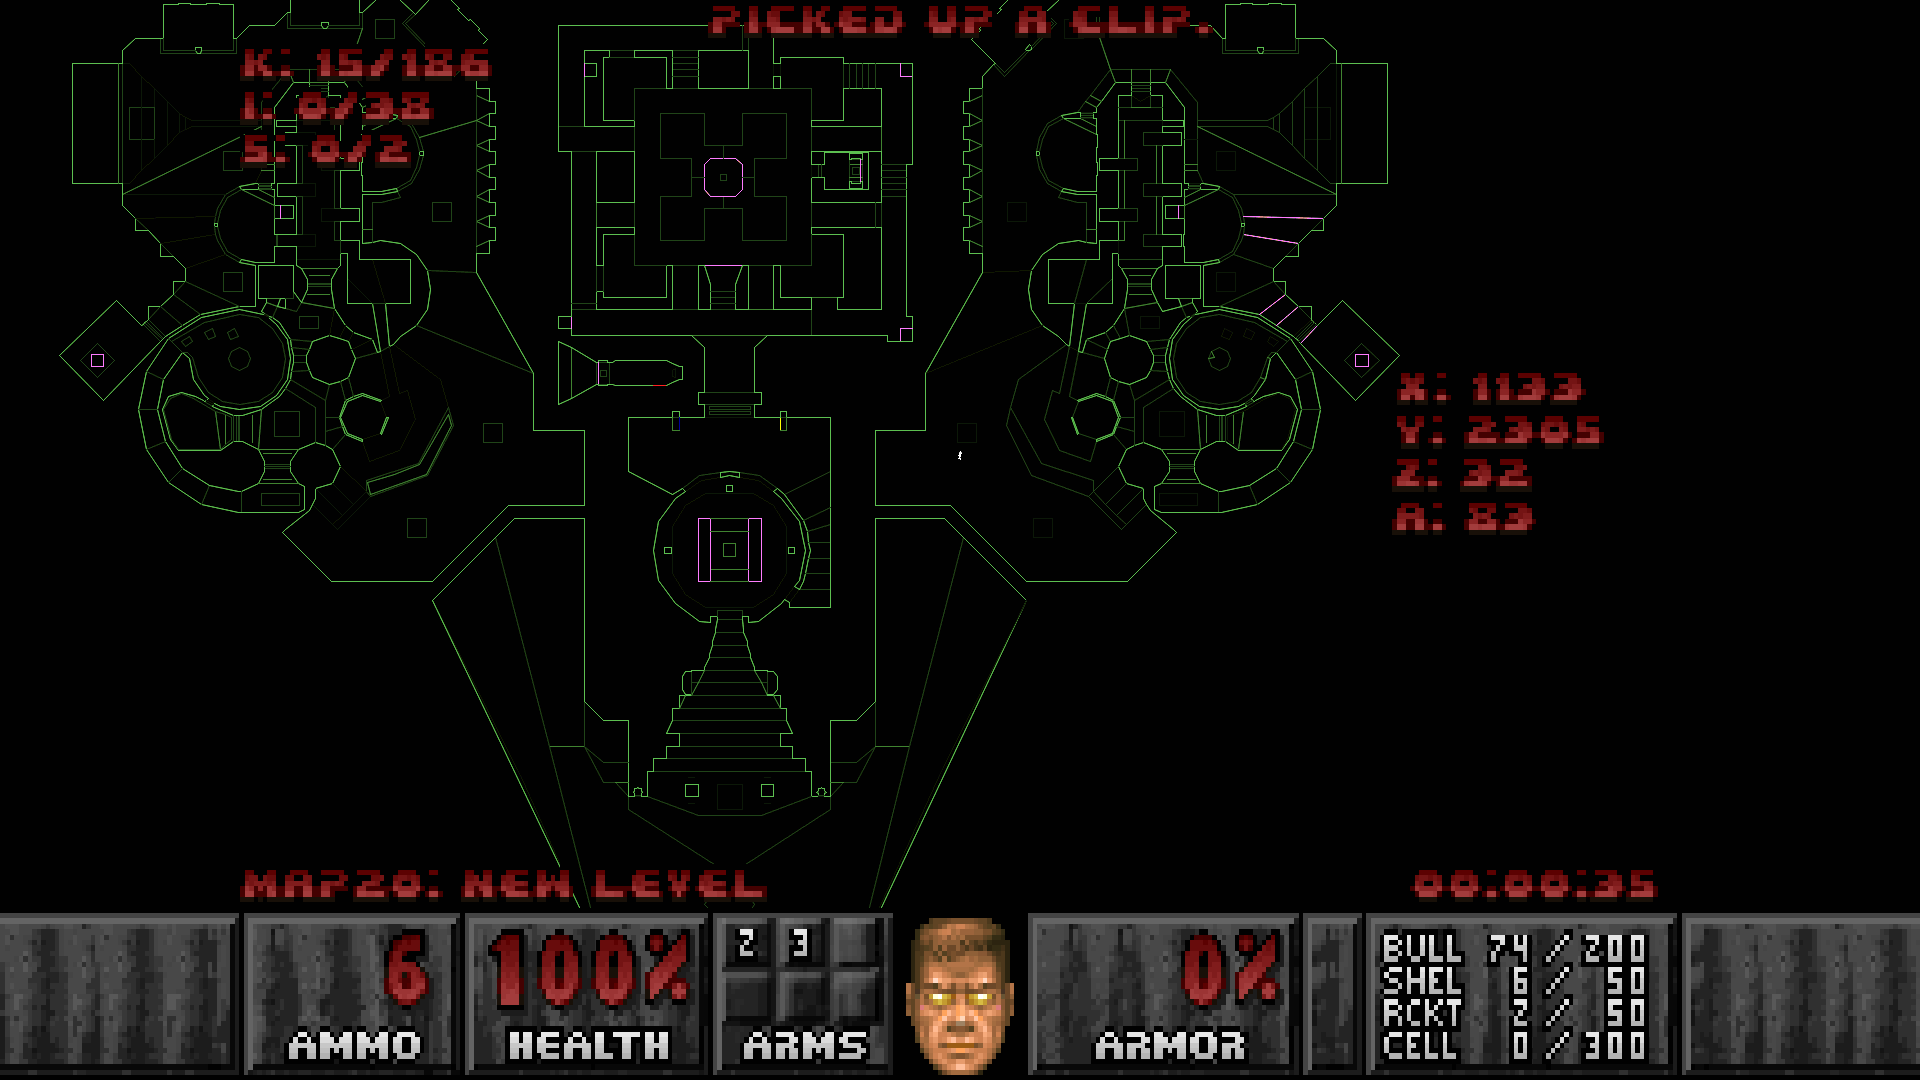 PICKED UP A CLIP.
K: 15/186
I: 0/38
S: 0/2
X: 1133
Y: 2305
Z: 32
A: 83
MAP20: NEW LEVEL
00:00:35
6
AMMO
100%
HEALTH
2 3
ARMS
0%
ARMOR
BULL 74 / 200
SHEL 6 / 50
RCKT 2 / 50
CELL 0 / 300